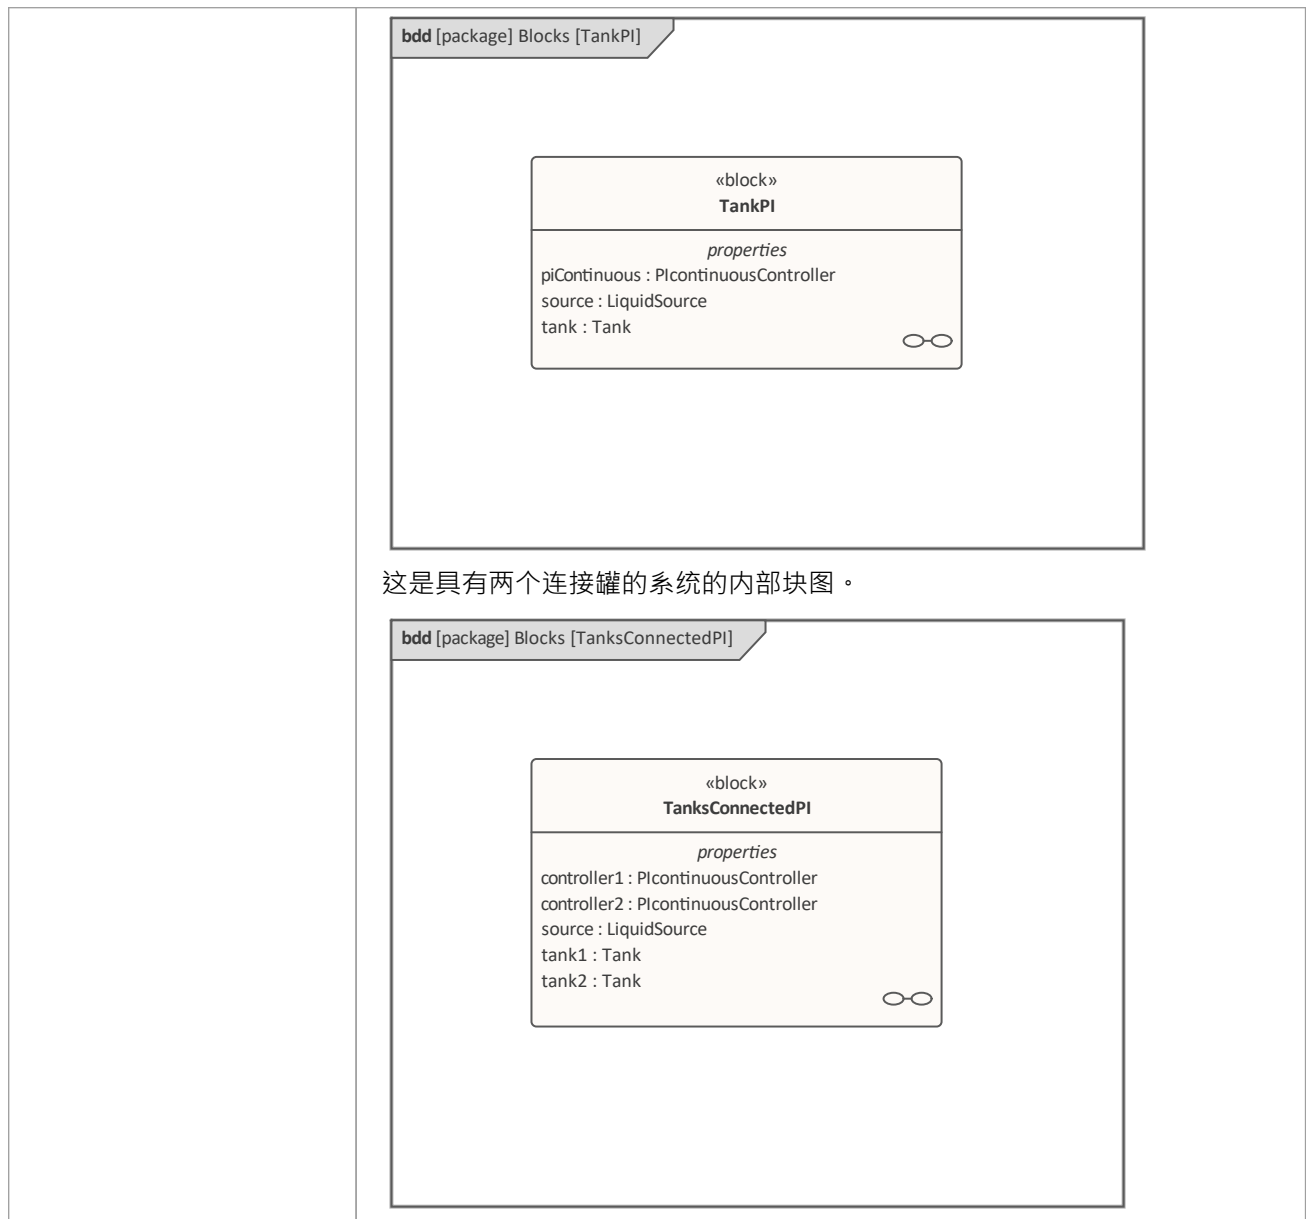 bdd [package] Blocks [TankPI]
«block»
TankPI
properties
piContinuous : PIcontinuousController
source : LiquidSource
tank : Tank
这是具有两个连接罐的系统的内部块图。
bdd [package] Blocks [TanksConnectedPI]
«block»
TanksConnectedPI
properties
controller1 : PIcontinuousController
controller2 : PIcontinuousController
source : LiquidSource
tank1 : Tank
tank2 : Tank